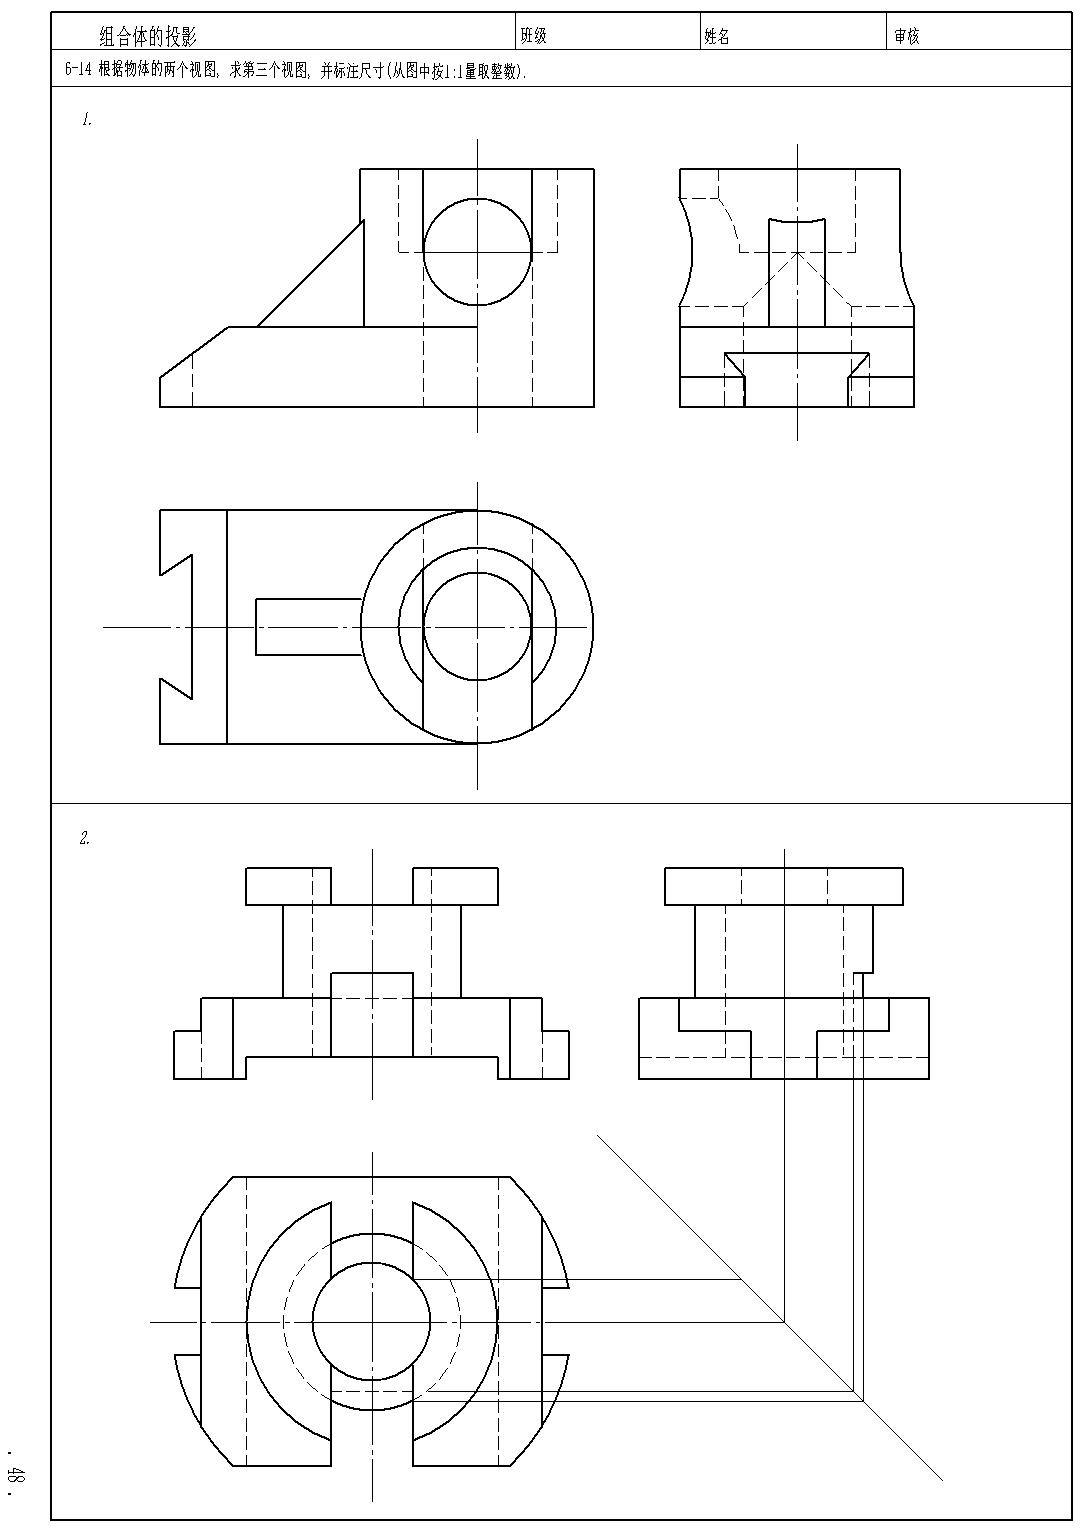 组合体的投影 班级 姓名 审核
6-14 根据物体的两个视图, 求第三个视图, 并标注尺寸(从图中按1:1量取整数).
1.
2.
. 48 .